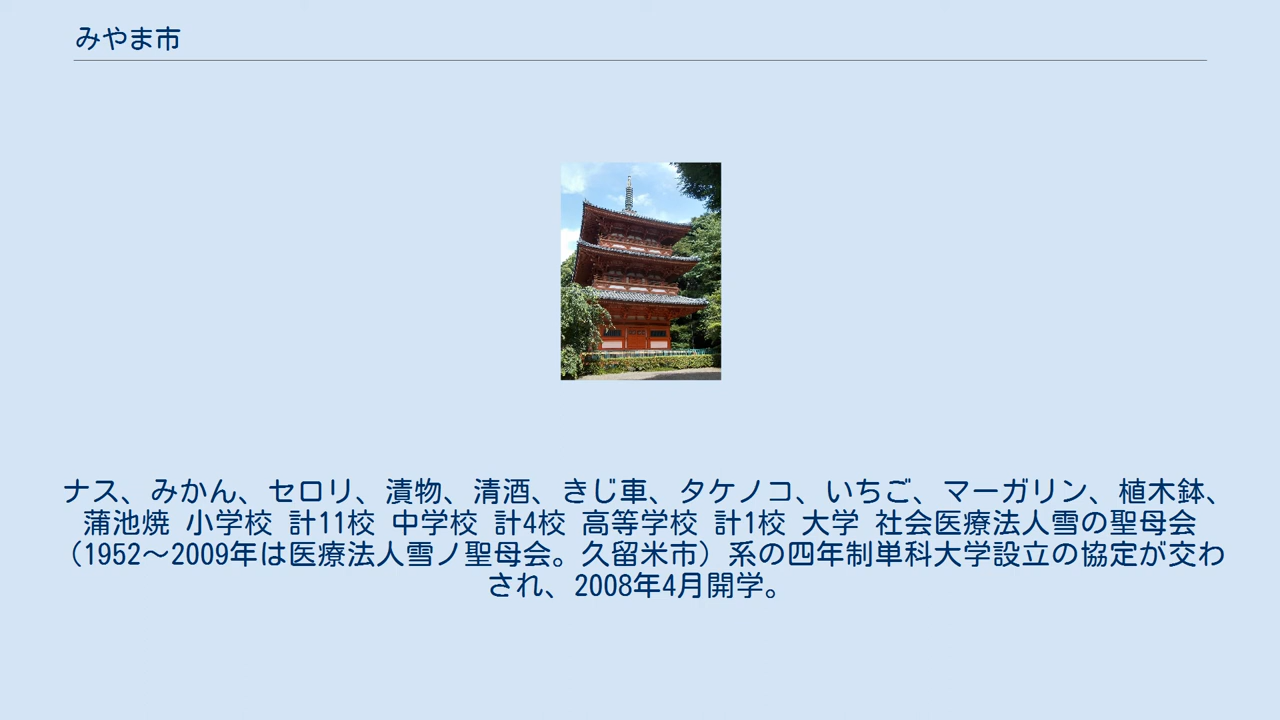 みやま市
ナス、みかん、セロリ、漬物、清酒、きじ車、タケノコ、いちご、マーガリン、植木鉢、
蒲池焼 小学校 計11校 中学校 計4校 高等学校 計1校 大学 社会医療法人雪の聖母会
（1952～2009年は医療法人雪ノ聖母会。久留米市）系の四年制単科大学設立の協定が交わ
され、2008年4月開学。